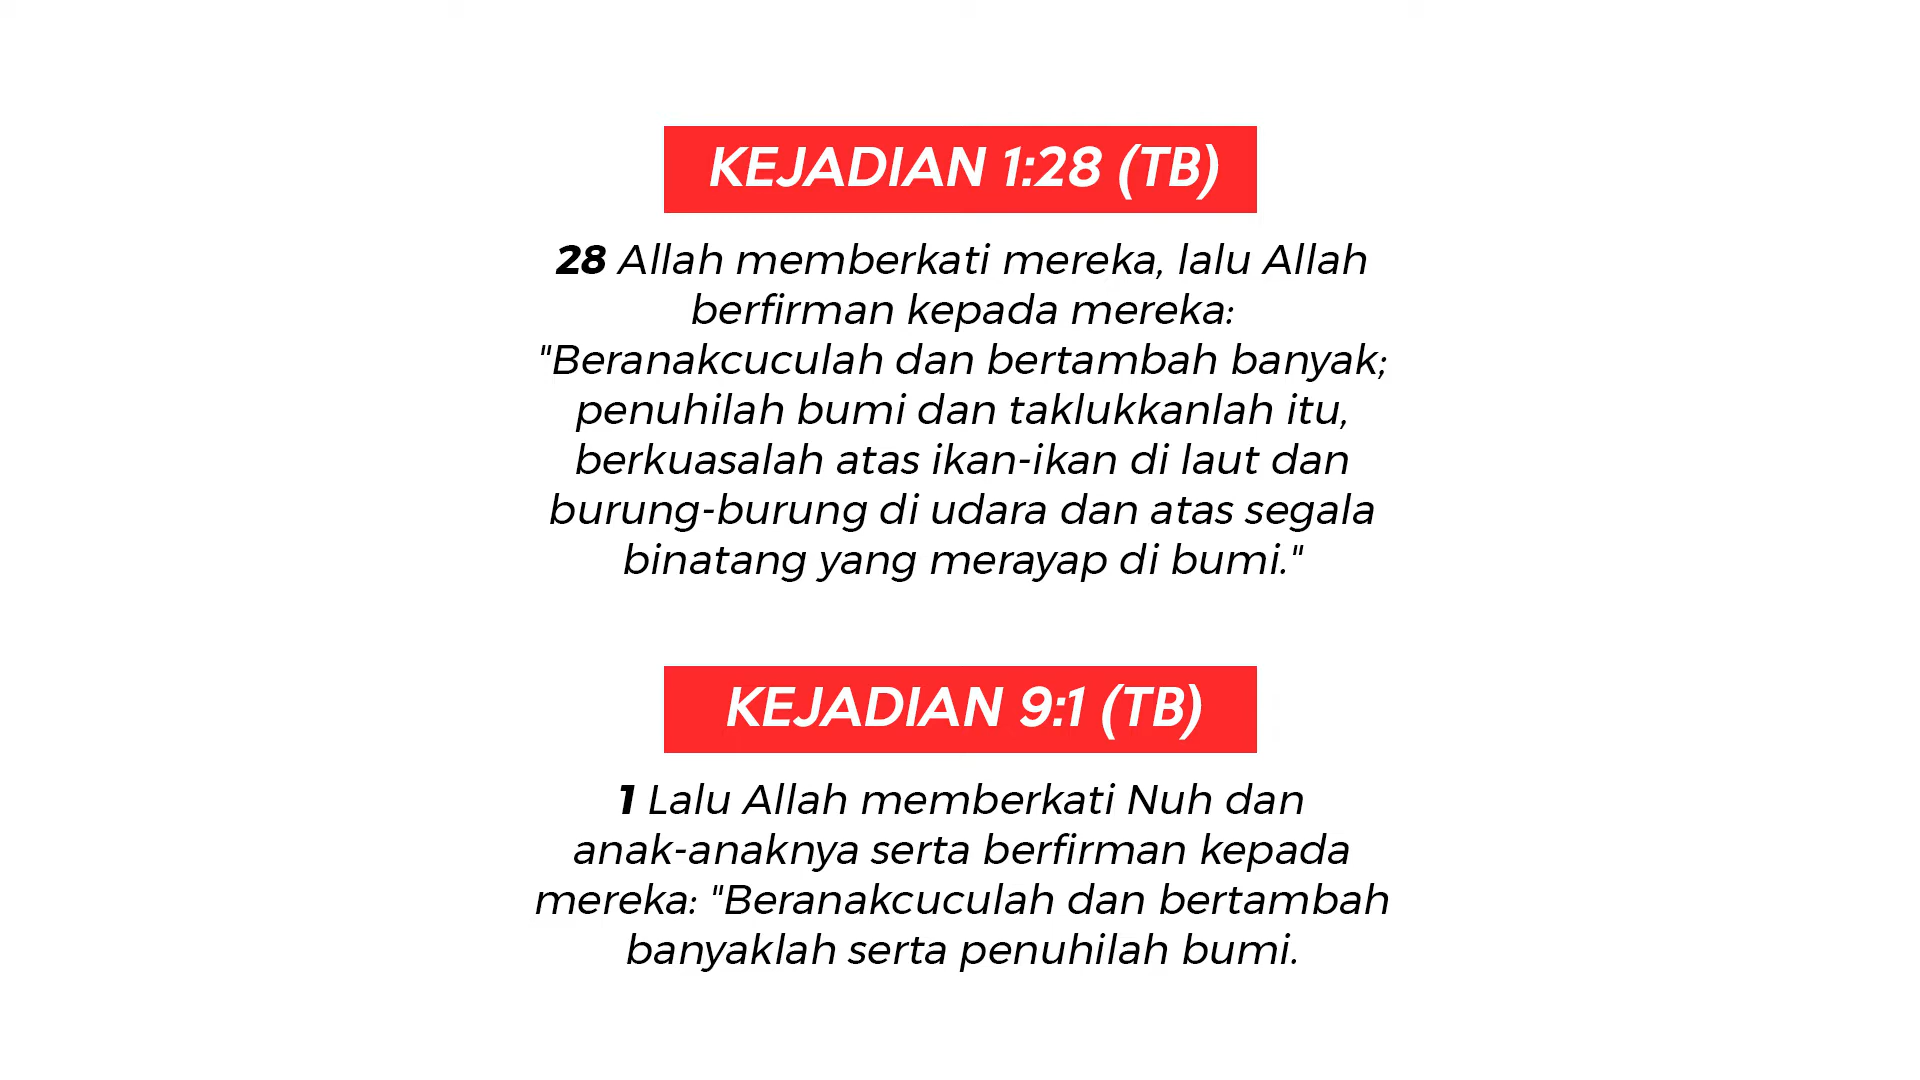 KEJADIAN 1:28 (TB)
28 Allah memberkati mereka, lalu Allah
berfirman kepada mereka:
"Beranakcuculah dan bertambah banyak;
penuhilah bumi dan taklukkanlah itu,
berkuasalah atas ikan-ikan di laut dan
burung-burung di udara dan atas segala
binatang yang merayap di bumi."
KEJADIAN 9:1 (TB)
1 Lalu Allah memberkati Nuh dan
anak-anaknya serta berfirman kepada
mereka: "Beranakcuculah dan bertambah
banyaklah serta penuhilah bumi.